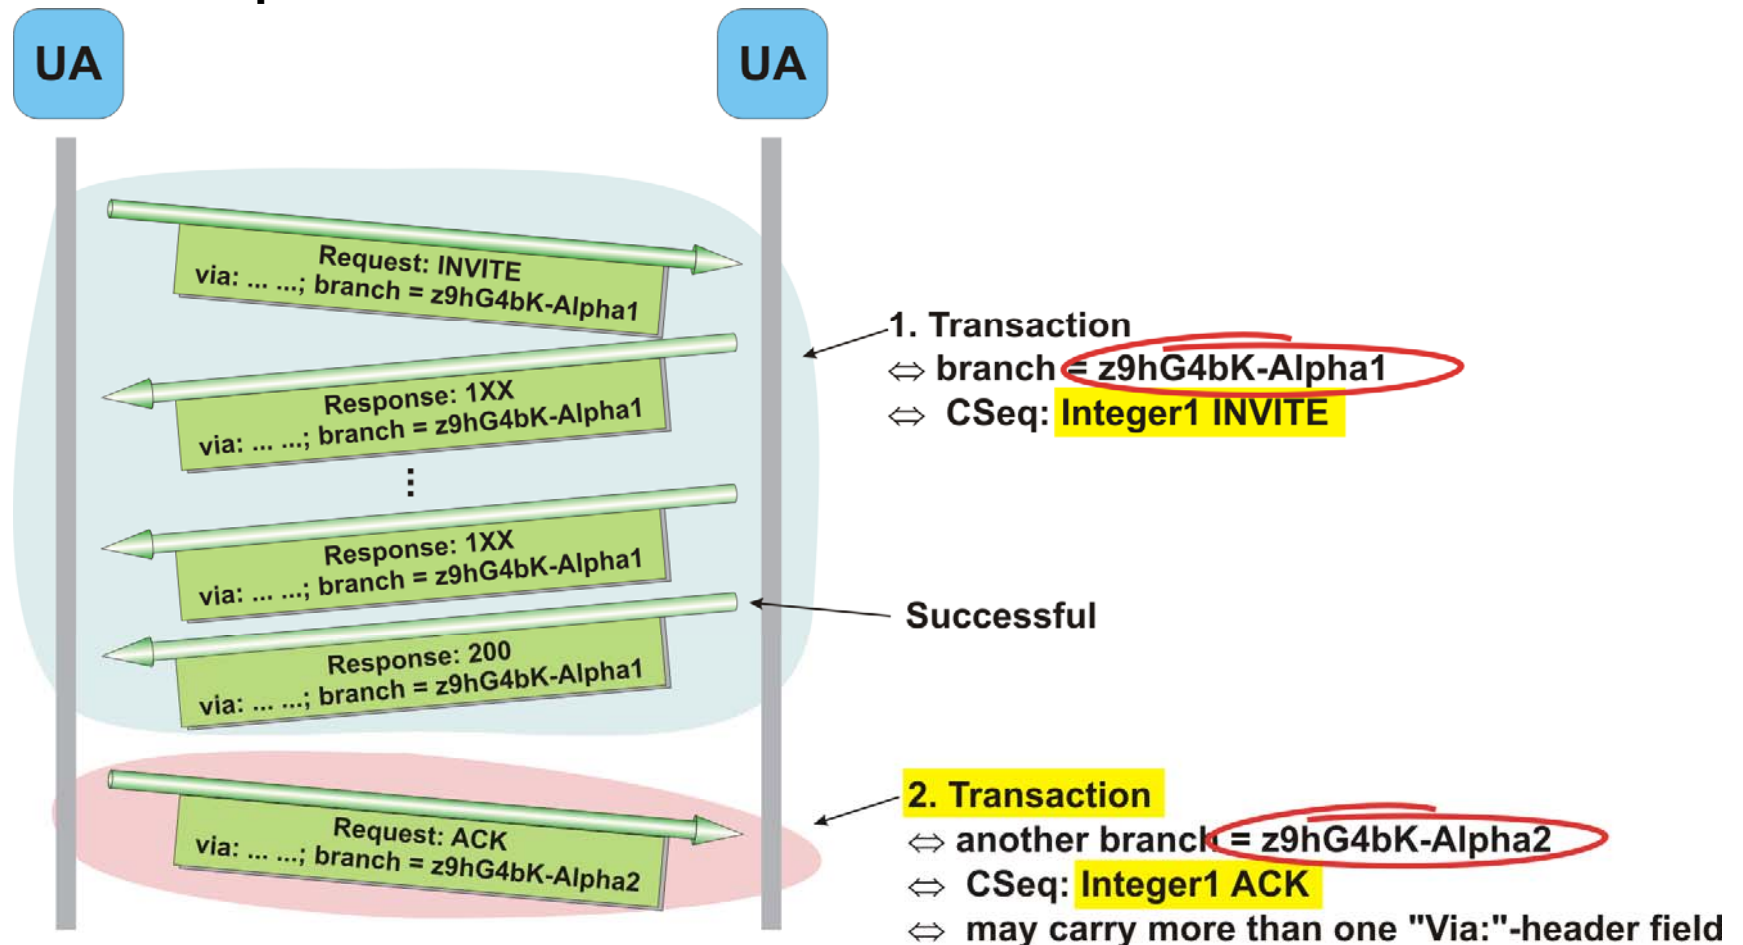 UA
UA
Request: INVITE
via: ... ...; branch = z9hG4bK-Alpha1
Response: 1XX
via: ... ...; branch = z9hG4bK-Alpha1
⋮
Response: 1XX
via: ... ...; branch = z9hG4bK-Alpha1
Response: 200
via: ... ...; branch = z9hG4bK-Alpha1
Request: ACK
via: ... ...; branch = z9hG4bK-Alpha2
1. Transaction
⇔ branch = z9hG4bK-Alpha1
⇔ CSeq: Integer1 INVITE
Successful
2. Transaction
⇔ another branch = z9hG4bK-Alpha2
⇔ CSeq: Integer1 ACK
⇔ may carry more than one "Via:"-header field